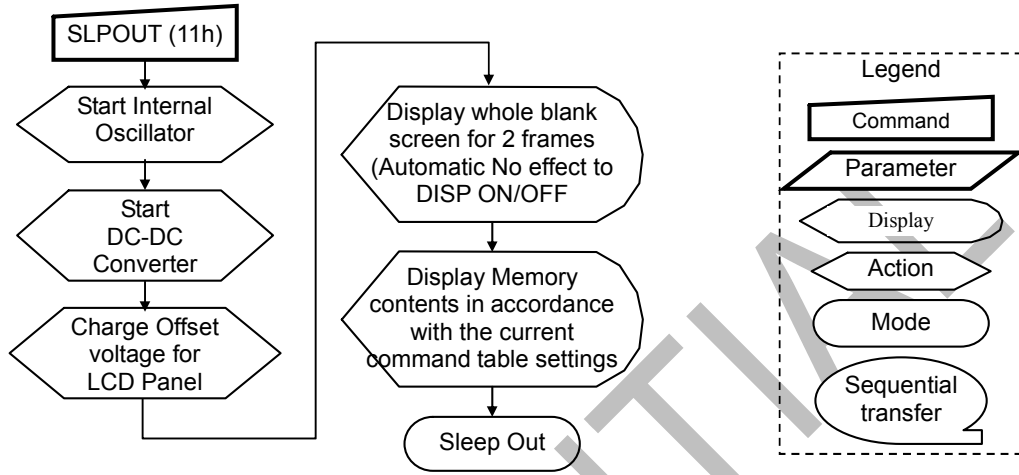 SLPOUT (11h)
Start Internal
Oscillator
Start
DC-DC
Converter
Charge Offset
voltage for
LCD Panel
Display whole blank
screen for 2 frames
(Automatic No effect to
DISP ON/OFF
Display Memory
contents in accordance
with the current
command table settings
Sleep Out
Legend
Command
Parameter
Display
Action
Mode
Sequential
transfer